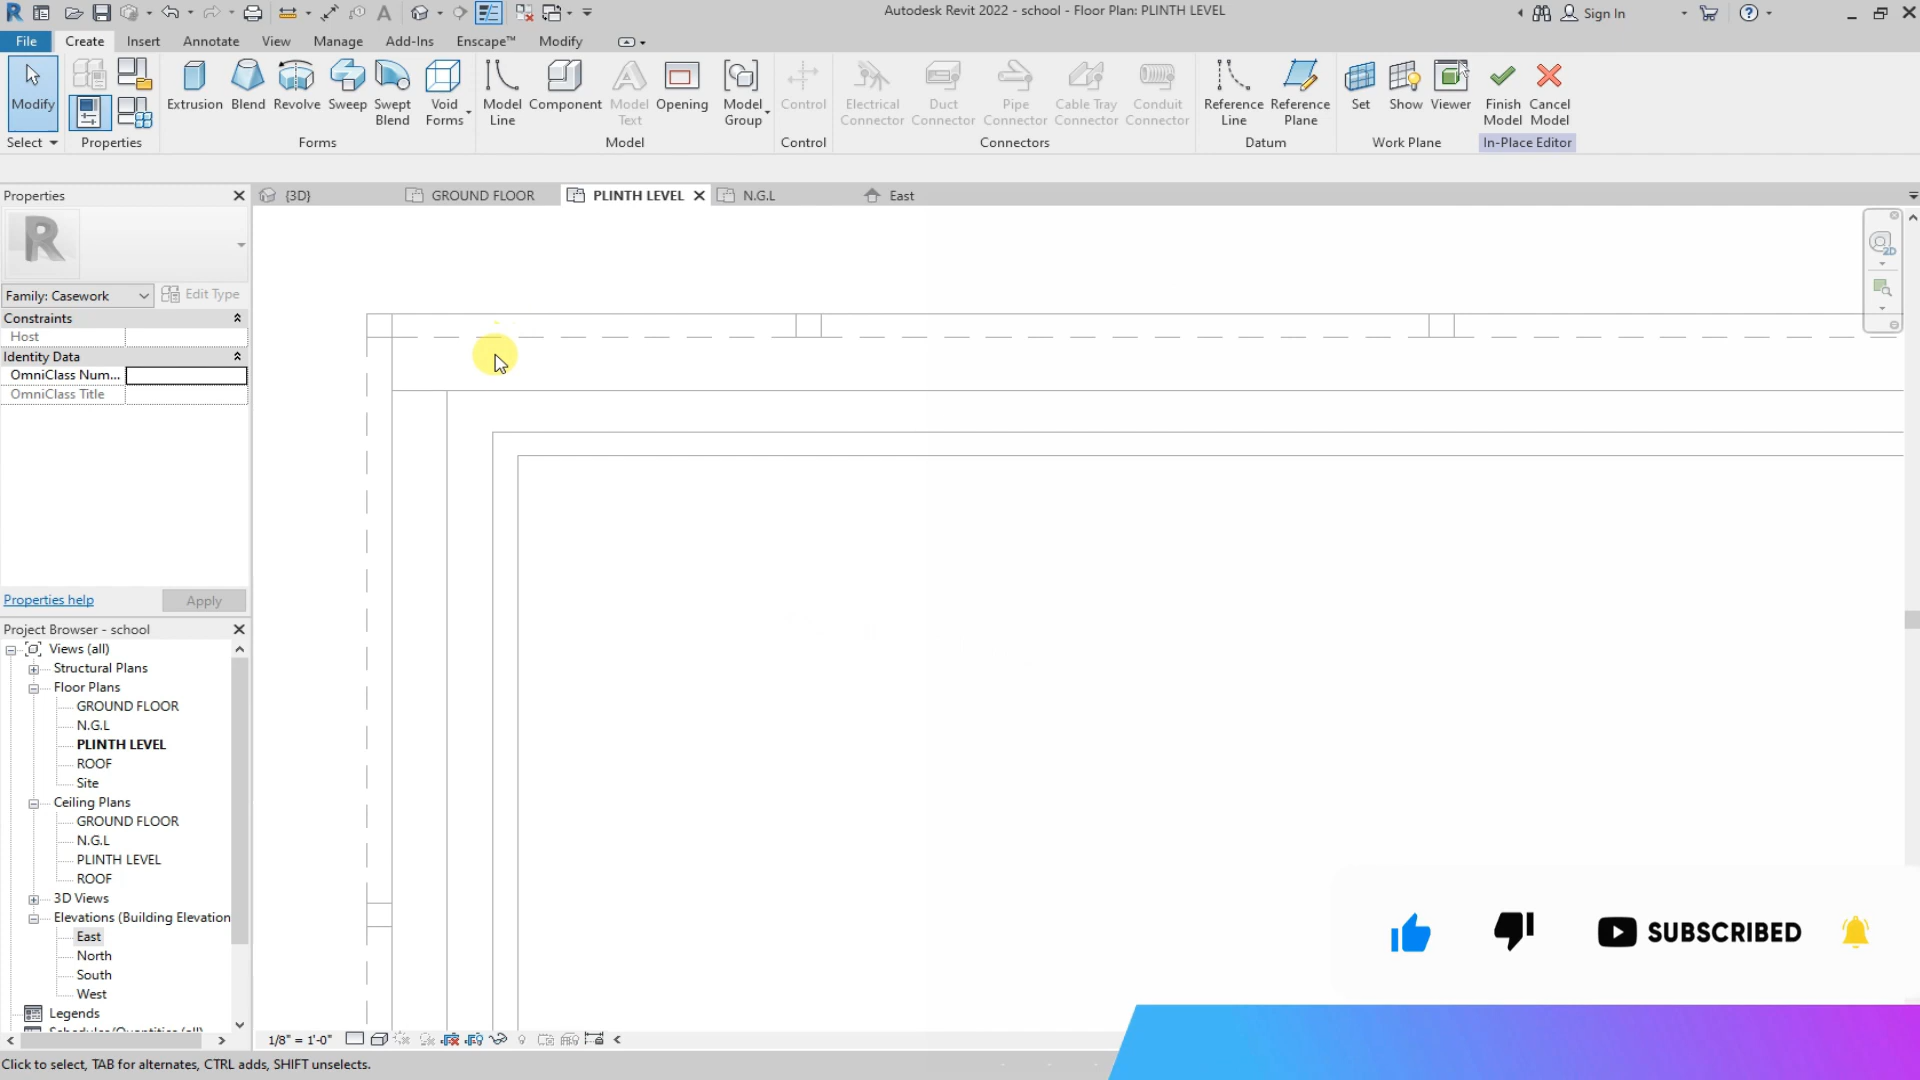 Autodesk Revit 2022 - school - Floor Plan: PLINTH LEVEL
Sign In
File
Create
Insert
Annotate
View
Manage
Add-Ins
Enscape™
Modify
Modify
Extrusion
Blend
Revolve
Sweep
Swept
Blend
Void
Forms
Model
Line
Component
Model
Text
Opening
Model
Group
Control
Electrical
Connector
Duct
Connector
Pipe
Connector
Cable Tray
Connector
Conduit
Connector
Reference
Line
Reference
Plane
Set
Show
Viewer
Finish
Model
Cancel
Model
Select
Properties
Forms
Model
Control
Connectors
Datum
Work Plane
In-Place Editor
Properties
{3D}
GROUND FLOOR
PLINTH LEVEL
N.G.L
East
2D
R
Family: Casework
Edit Type
Constraints
Host
Identity Data
OmniClass Num...
OmniClass Title
Properties help
Apply
Project Browser - school
Views (all)
Structural Plans
Floor Plans
GROUND FLOOR
N.G.L
PLINTH LEVEL
ROOF
Site
Ceiling Plans
GROUND FLOOR
N.G.L
PLINTH LEVEL
ROOF
3D Views
Elevations (Building Elevation
East
North
South
West
Legends
SUBSCRIBED
1/8" = 1'-0"
Click to select, TAB for alternates, CTRL adds, SHIFT unselects.